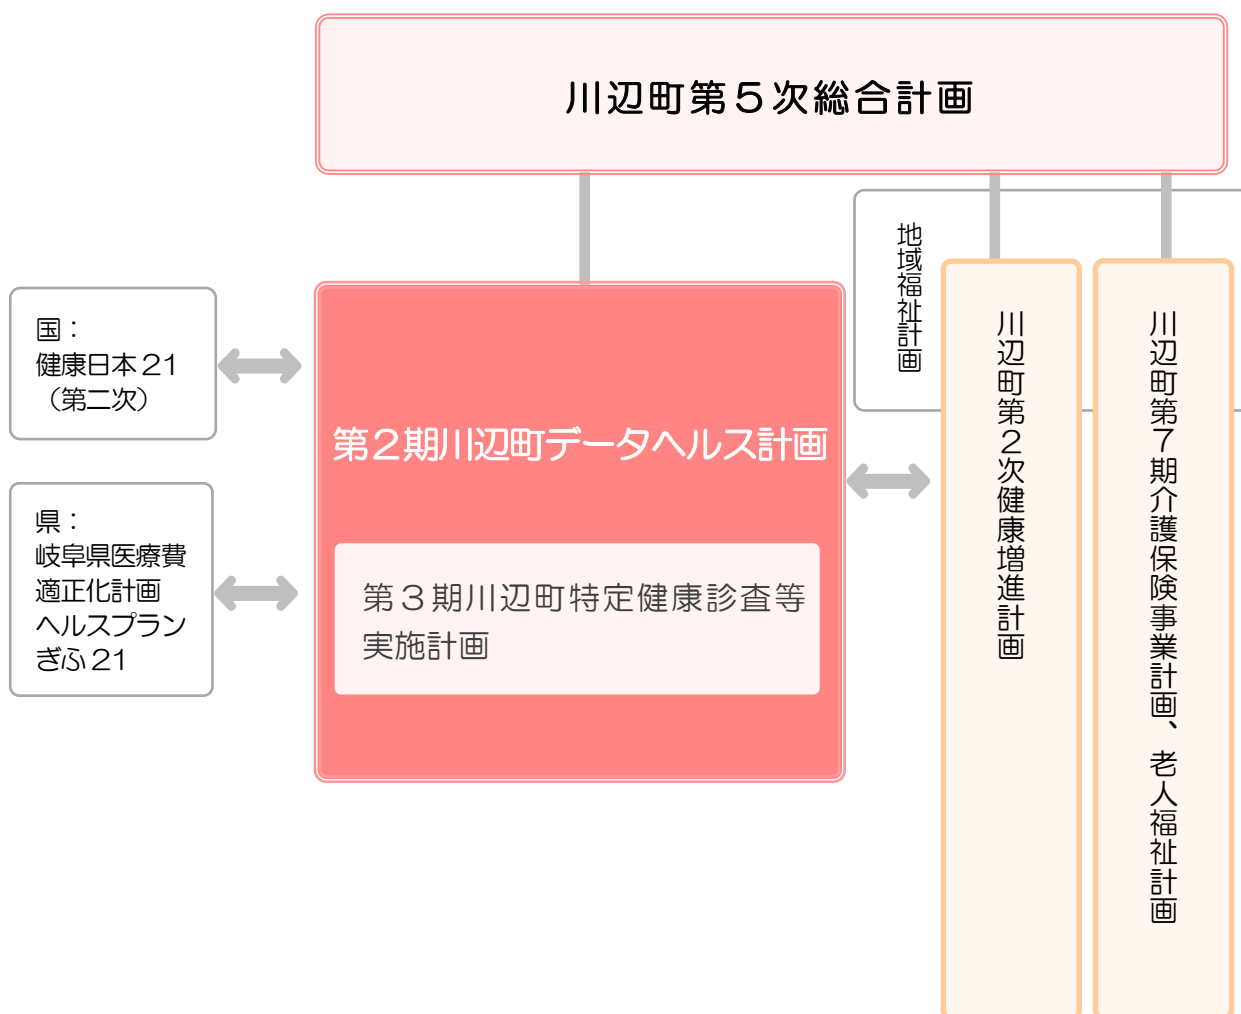 川辺町第５次総合計画
地域福祉計画
国：
健康日本 21
（第二次）
県：
岐阜県医療費
適正化計画
ヘルスプラン
ぎふ 21
第２期川辺町データヘルス計画
第３期川辺町特定健康診査等
実施計画
川辺町第２次健康増進計画
川辺町第７期介護保険事業計画、老人福祉計画